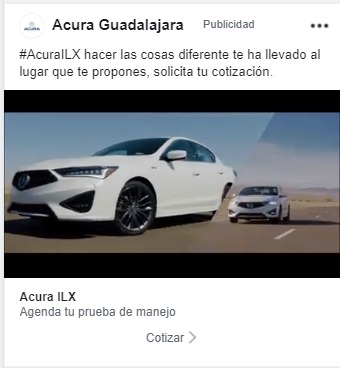 ACURA
Acura Guadalajara
Publicidad
#AcuraILX hacer las cosas diferente te ha llevado al
lugar que te propones, solicita tu cotización.
Acura ILX
Agenda tu prueba de manejo
Cotizar